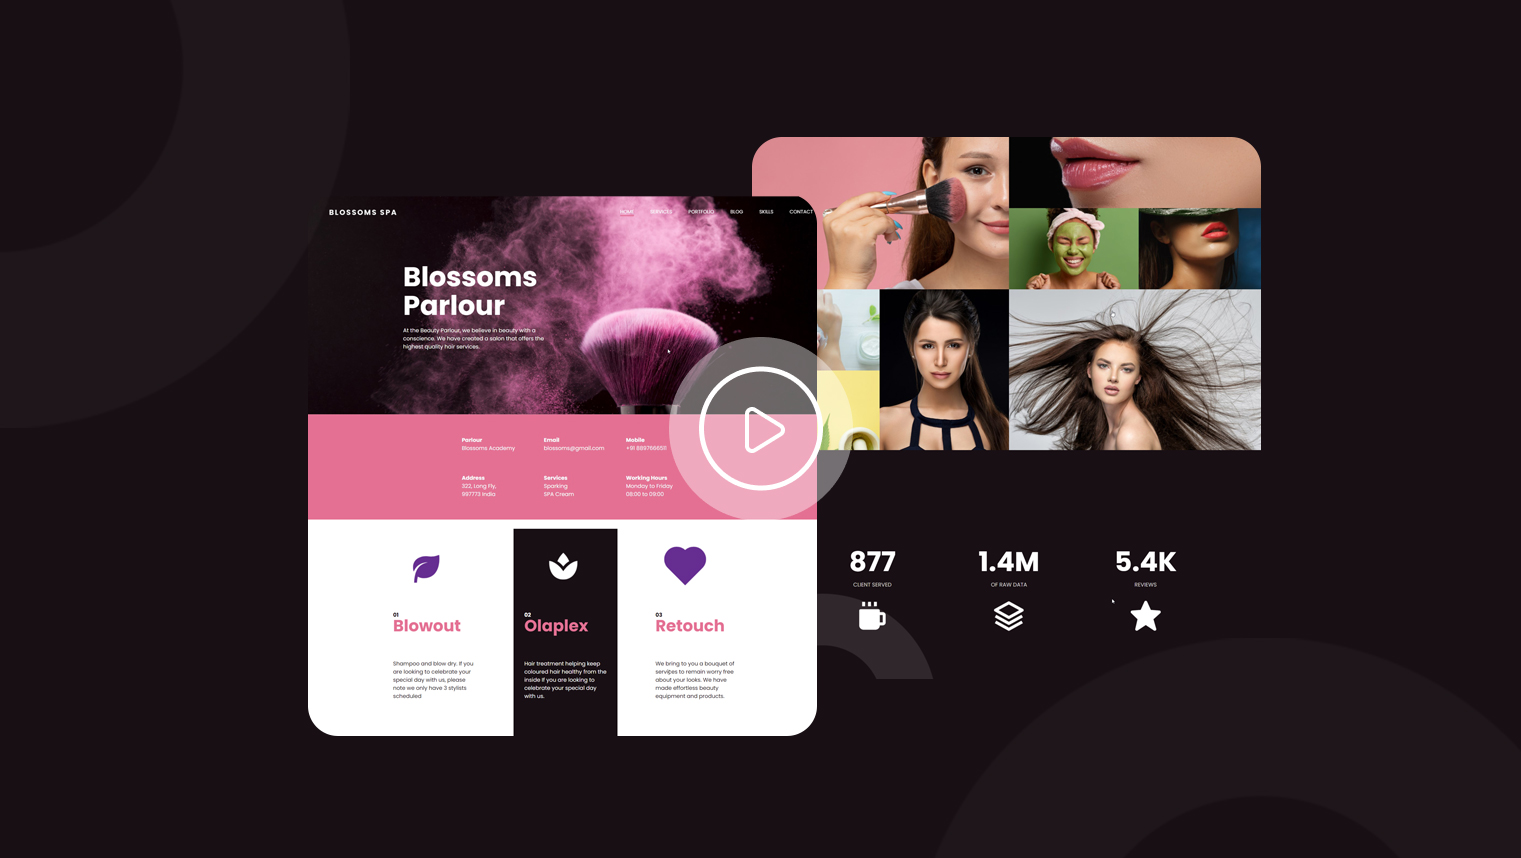 BLOSSOMS SPA
HOME SERVICES PORTFOLIO BLOG SKILLS CONTACT
Blossoms
Parlour
At the Beauty Parlour, we believe in beauty with a
conscience. We have created a salon that offers the
highest quality hair services.
Parlour
Blossoms Academy
Email
blossoms@gmail.com
Mobile
Address
322, Long Fly,
997773 India
Services
Sparking
SPA Cream
Working Hours
Monday to Friday
08:00 to 09:00
01
Blowout
Shampoo and blow dry. If you
are looking to celebrate your
special day with us, please
note we only have 3 stylists
scheduled
02
Olaplex
Hair treatment helping keep
coloured hair healthy from the
inside if you are looking to
celebrate your special day
with us.
03
Retouch
We bring to you a bouquet of
services to remain worry free
about your looks. We have
made effortless beauty
equipment and products.
877
CLIENT SERVED
1.4M
OF RAW DATA
5.4K
REVIEWS